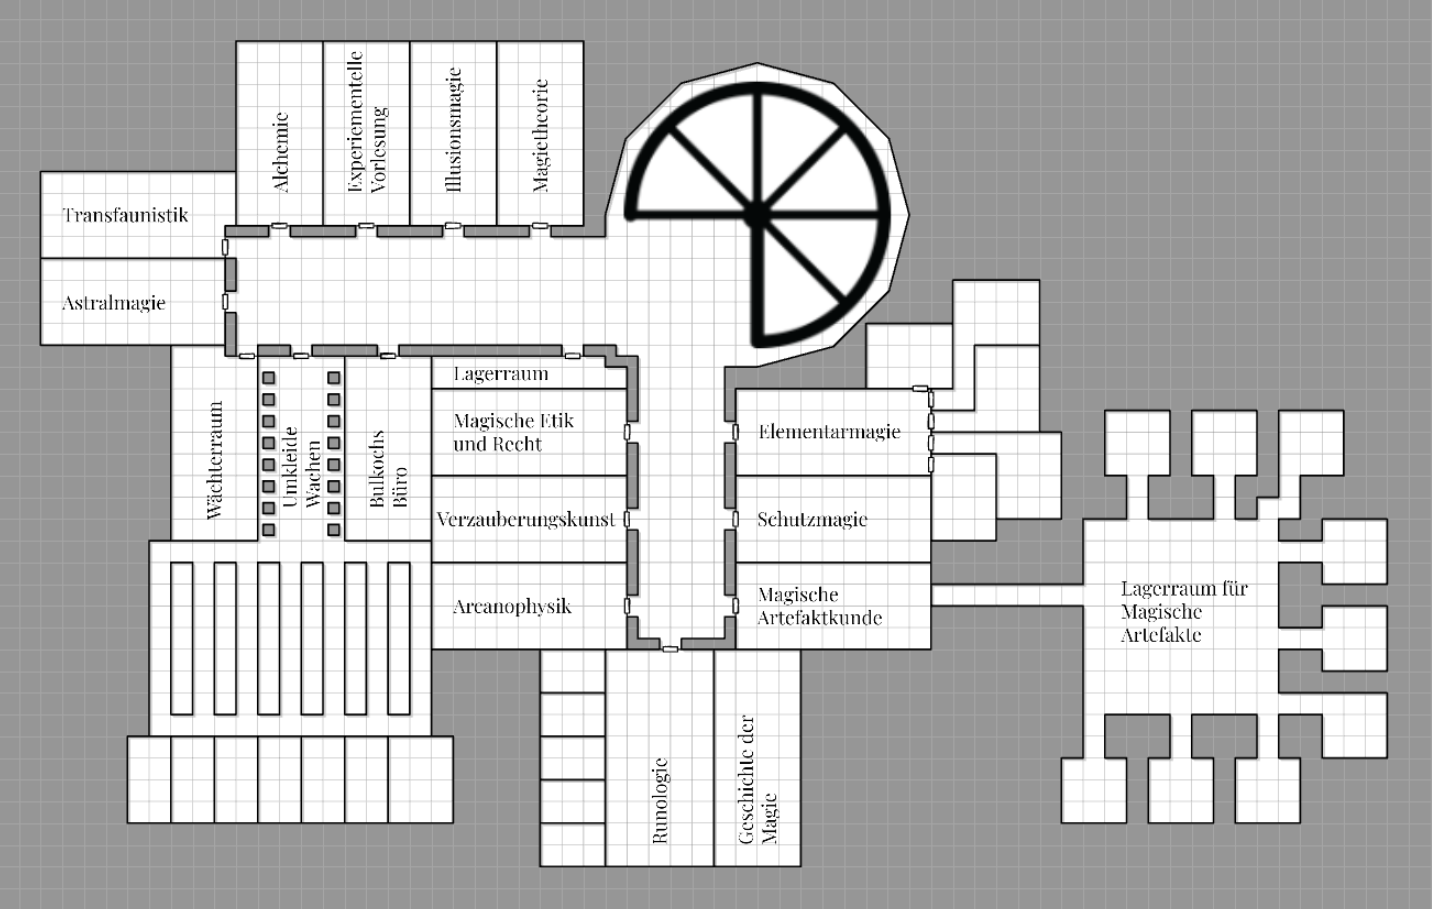 Alchemie
Experiementelle
Vorlesung
Illusionsmagie
Magietheorie
Transfaunistik
Astralmagie
Lagerraum
Magische Etik
und Recht
Elementarmagie
Wächterraum
Umkleide
Wachen
Bulkochs
Büro
Verzauberungskunst
Schutzmagie
Arcanophysik
Magische
Artefaktkunde
Lagerraum für
Magische
Artefakte
Runologie
Geschichte der
Magie